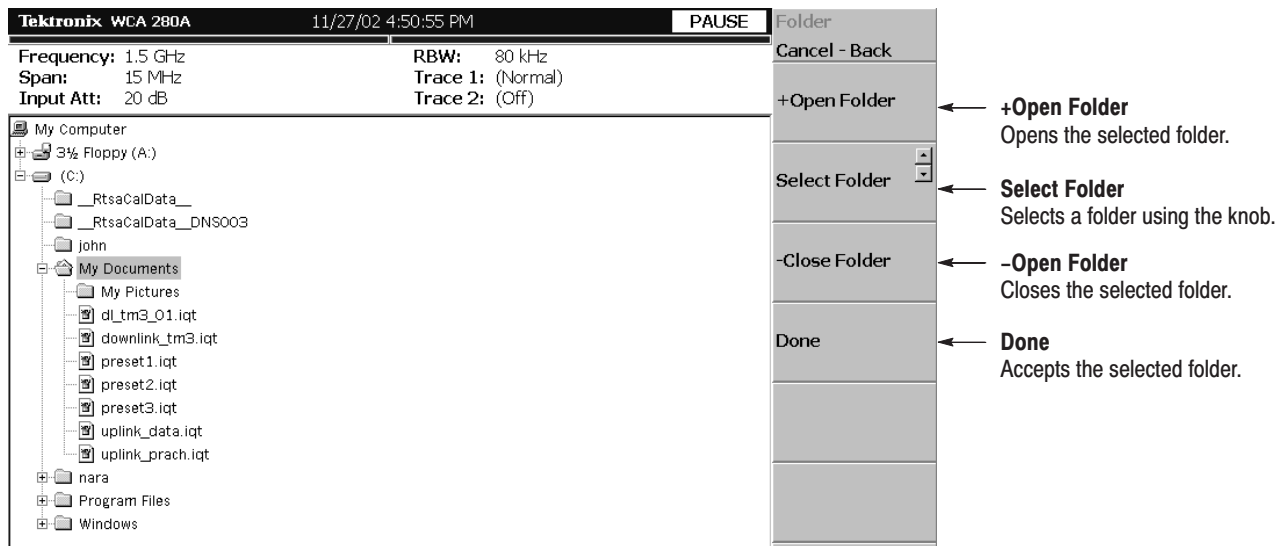 Tektronix WCA 280A 11/27/02 4:50:55 PM PAUSE
Frequency: 1.5 GHz RBW: 80 kHz
Span: 15 MHz Trace 1: (Normal)
Input Att: 20 dB Trace 2: (Off)
My Computer
3½ Floppy (A:)
(C:)
__RtsaCalData__
__RtsaCalData__DNS003
john
My Documents
My Pictures
dl_tm3_01.iqt
downlink_tm3.iqt
preset1.iqt
preset2.iqt
preset3.iqt
uplink_data.iqt
uplink_prach.iqt
nara
Program Files
Windows
Folder
Cancel - Back
+Open Folder
Select Folder
-Close Folder
Done
+Open Folder
Opens the selected folder.
Select Folder
Selects a folder using the knob.
–Open Folder
Closes the selected folder.
Done
Accepts the selected folder.